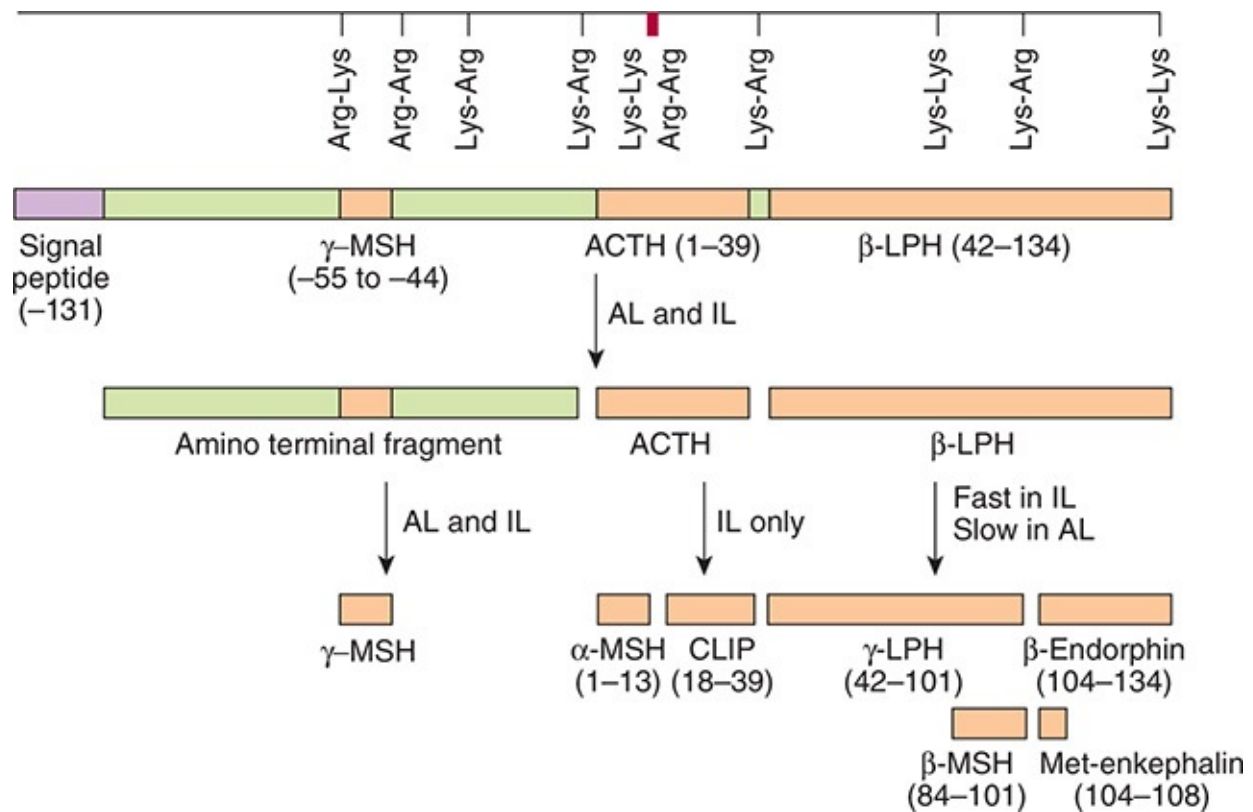 Arg-Lys
Arg-Arg
Lys-Arg
Lys-Arg
Lys-Lys
Arg-Arg
Lys-Arg
Lys-Lys
Lys-Arg
Lys-Lys
Signal
peptide
(–131)
γ–MSH
(–55 to –44)
ACTH (1–39)
β-LPH (42–134)
AL and IL
Amino terminal fragment
ACTH
β-LPH
AL and IL
IL only
Fast in IL
Slow in AL
γ–MSH
α-MSH
(1–13)
CLIP
(18–39)
γ-LPH
(42–101)
β-Endorphin
(104–134)
β-MSH
(84–101)
Met-enkephalin
(104–108)